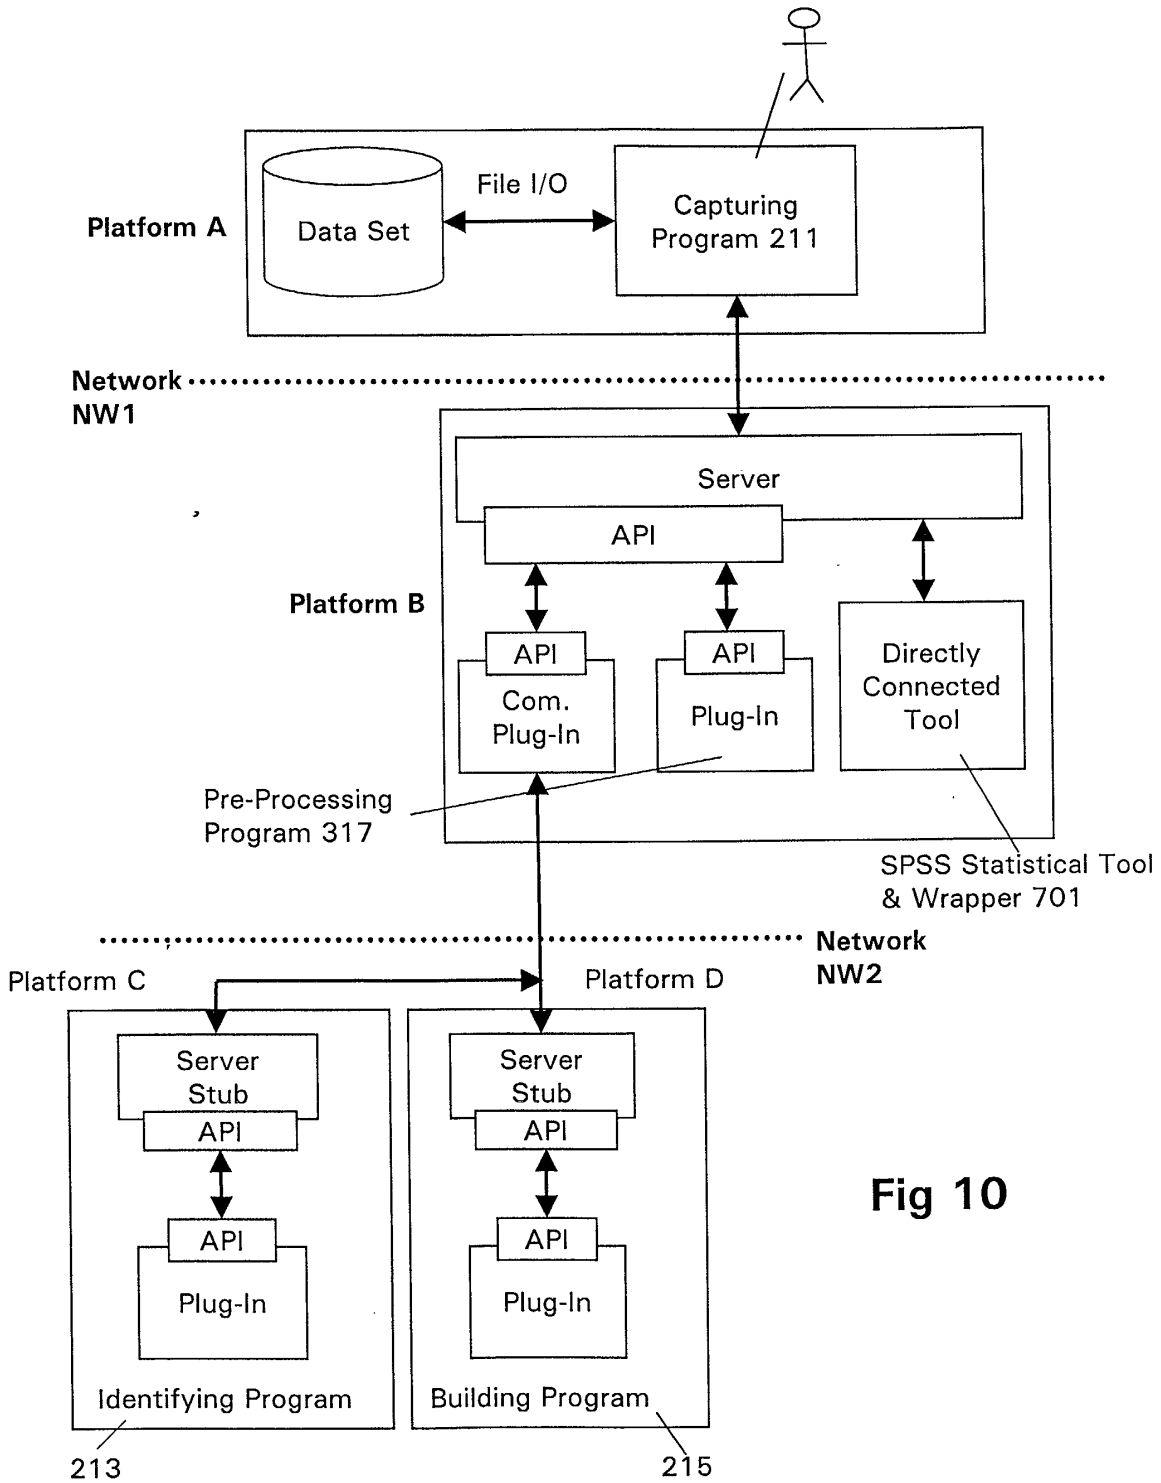 File I/O
Data Set
Capturing
Program 211
Platform A
Network
NW1
Server
API
Platform B
API
Com.
Plug-In
API
Plug-In
Directly
Connected
Tool
Pre-Processing
Program 317
SPSS Statistical Tool
& Wrapper 701
Network
NW2
Platform C
Platform D
Server
Stub
API
API
Plug-In
Identifying Program
213
Server
Stub
API
API
Plug-In
Building Program
215
Fig 10